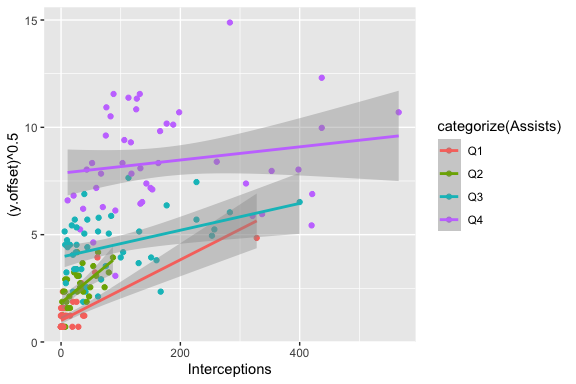 15
10
5
0
(y.offset)^0.5
0
200
400
Interceptions
categorize(Assists)
Q1
Q2
Q3
Q4